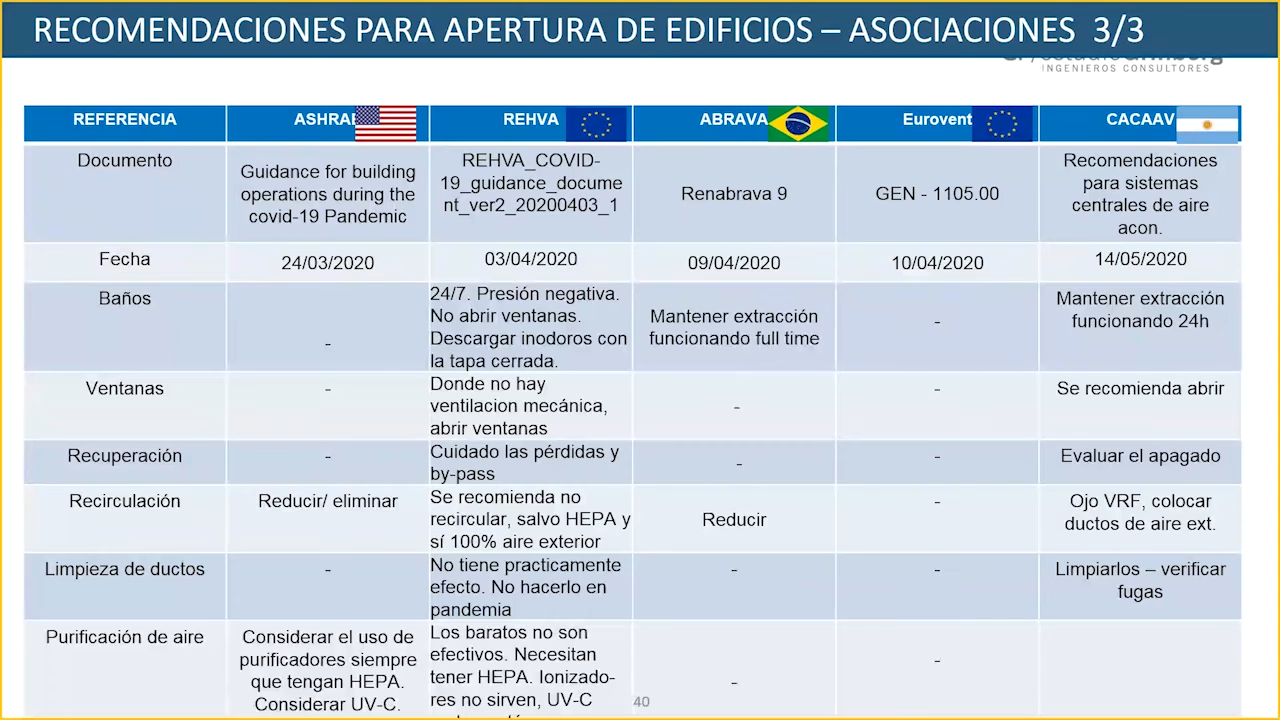 RECOMENDACIONES PARA APERTURA DE EDIFICIOS – ASOCIACIONES 3/3
INGENIEROS CONSULTORES
REFERENCIA
ASHRAE
REHVA
ABRAVA
Eurovent
CACAAV
Documento
Guidance for building
operations during the
covid-19 Pandemic
REHVA_COVID-
19_guidance_docume
nt_ver2_20200403_1
Renabrava 9
GEN - 1105.00
Recomendaciones
para sistemas
centrales de aire
acon.
Fecha
24/03/2020
03/04/2020
09/04/2020
10/04/2020
14/05/2020
Baños
-
24/7. Presión negativa.
No abrir ventanas.
Descargar inodoros con
la tapa cerrada.
Mantener extracción
funcionando full time
-
Mantener extracción
funcionando 24h
Ventanas
-
Donde no hay
ventilacion mecánica,
abrir ventanas
-
-
Se recomienda abrir
Recuperación
-
Cuidado las pérdidas y
by-pass
-
-
Evaluar el apagado
Recirculación
Reducir/ eliminar
Se recomienda no
recircular, salvo HEPA y
sí 100% aire exterior
Reducir
-
Ojo VRF, colocar
ductos de aire ext.
Limpieza de ductos
-
No tiene practicamente
efecto. No hacerlo en
pandemia
-
-
Limpiarlos – verificar
fugas
Purificación de aire
Considerar el uso de
purificadores siempre
que tengan HEPA.
Considerar UV-C.
Los baratos no son
efectivos. Necesitan
tener HEPA. Ionizado-
res no sirven, UV-C
-
-
40